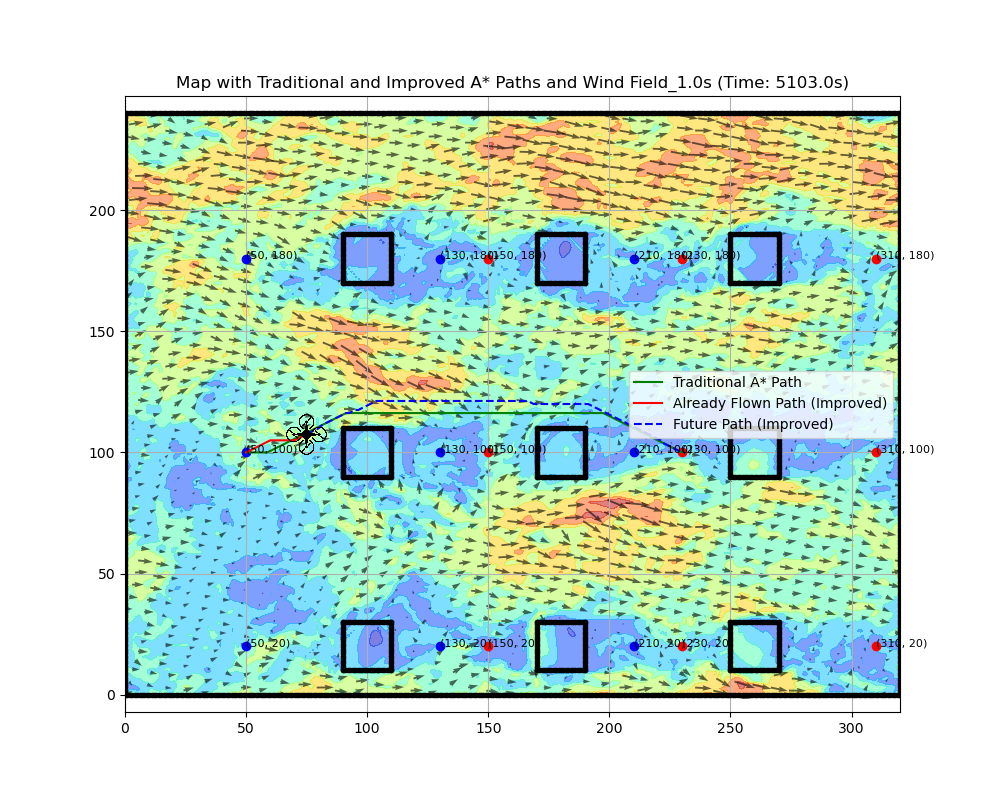 Map with Traditional and Improved A* Paths and Wind Field_1.0s (Time: 5103.0s)
200
(50, 180) (130, 180) (150, 180) (210, 180) (230, 180) (310, 180)
150
Traditional A* Path
Already Flown Path (Improved)
Future Path (Improved)
100
(50, 100) (130, 100) (150, 100) (210, 100) (230, 100) (310, 100)
50
(50, 20) (130, 20) (150, 20) (210, 20) (230, 20) (310, 20)
0
0 50 100 150 200 250 300